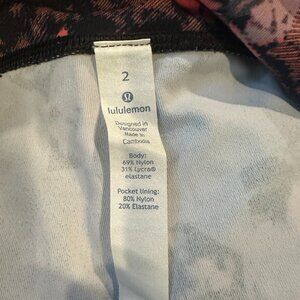 2
lululemon
Designed in
Vancouver
Made in
Cambodia
Body:
69% Nylon
31% Lycra®
elastane
Pocket lining:
80% Nylon
20% Elastane